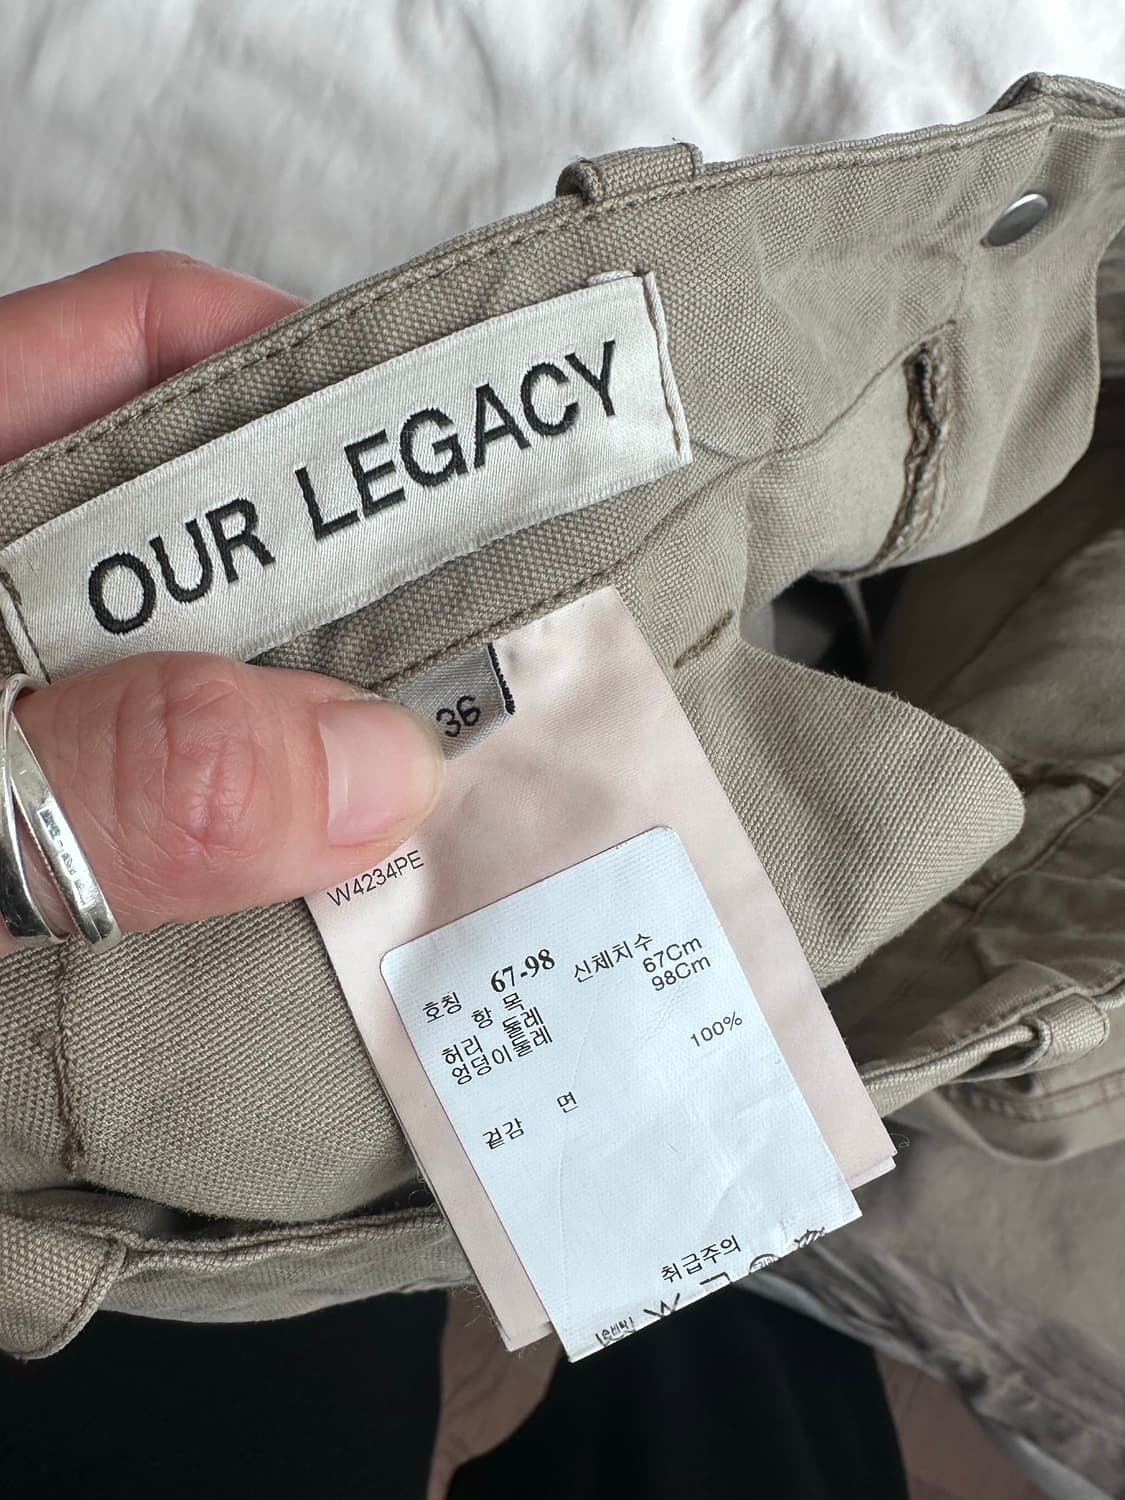 OUR LEGACY
36
W4234PE
호칭 67-98 신체치수
항 목
허리 둘레 67Cm
엉덩이둘레 98Cm
겉감 면 100%
취급주의